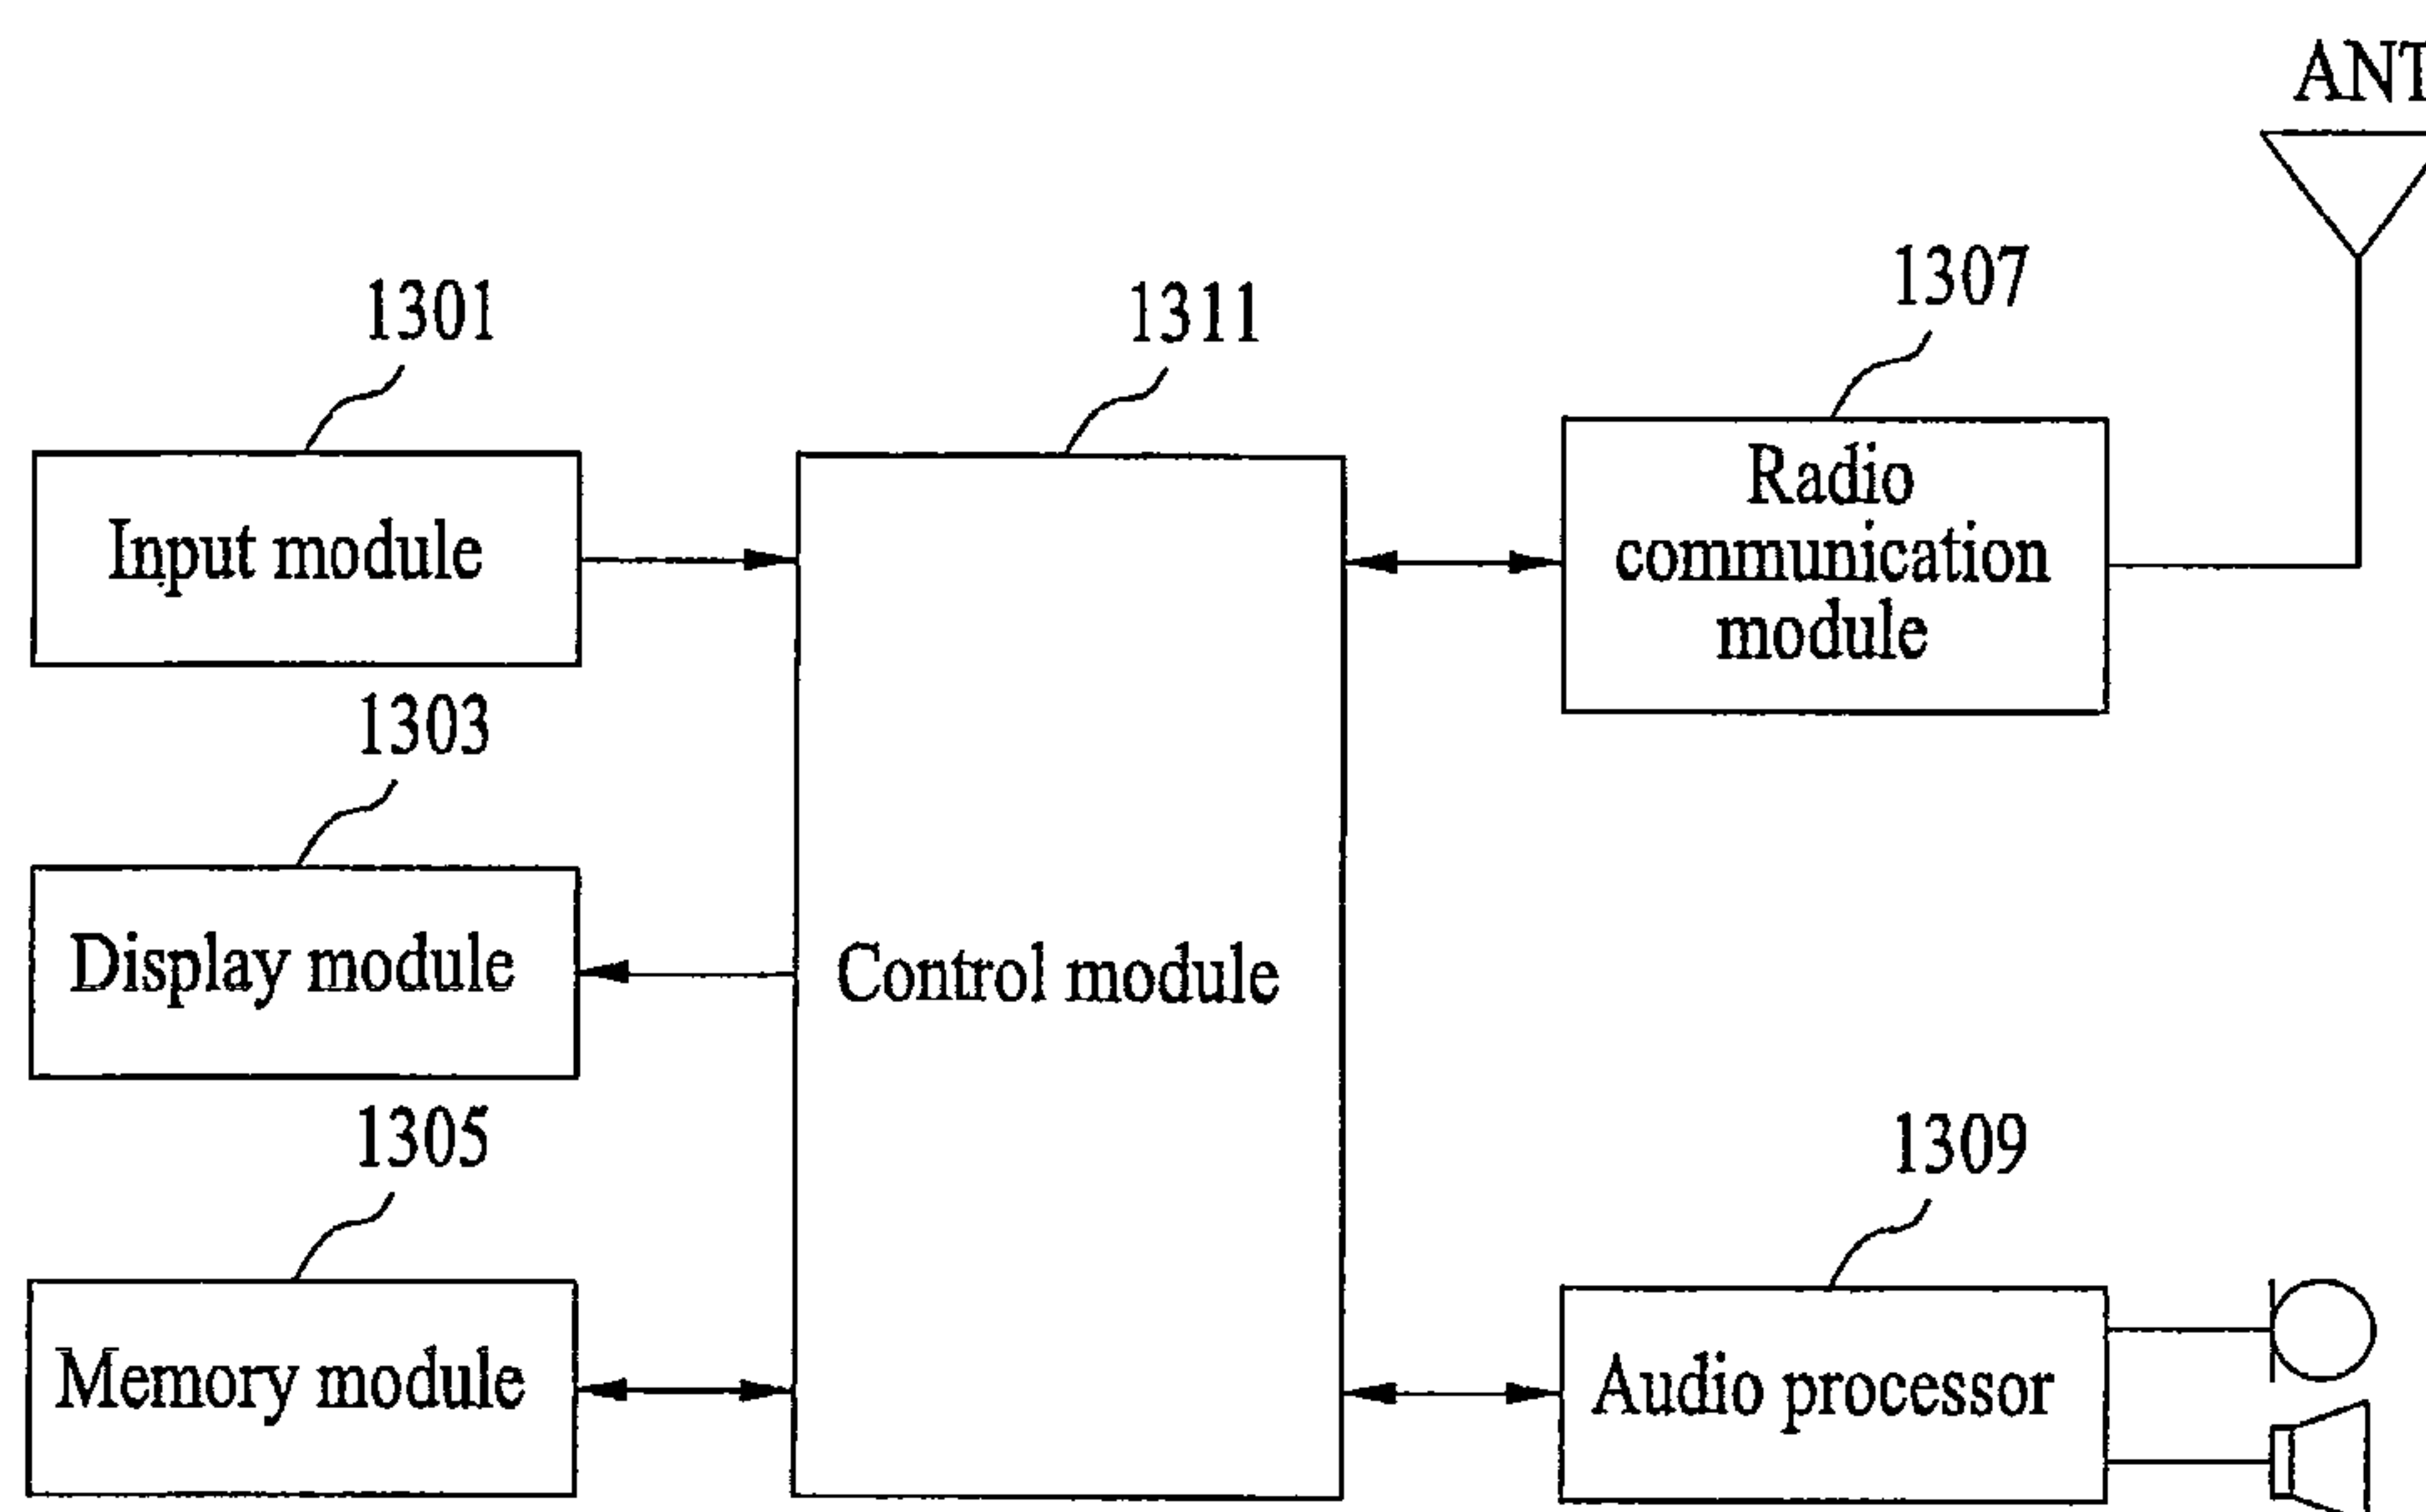 ANT
1307
1301
1311
Radio
communication
module
Input module
1303
Display module
Control module
1305
1309
Memory module
Audio processor